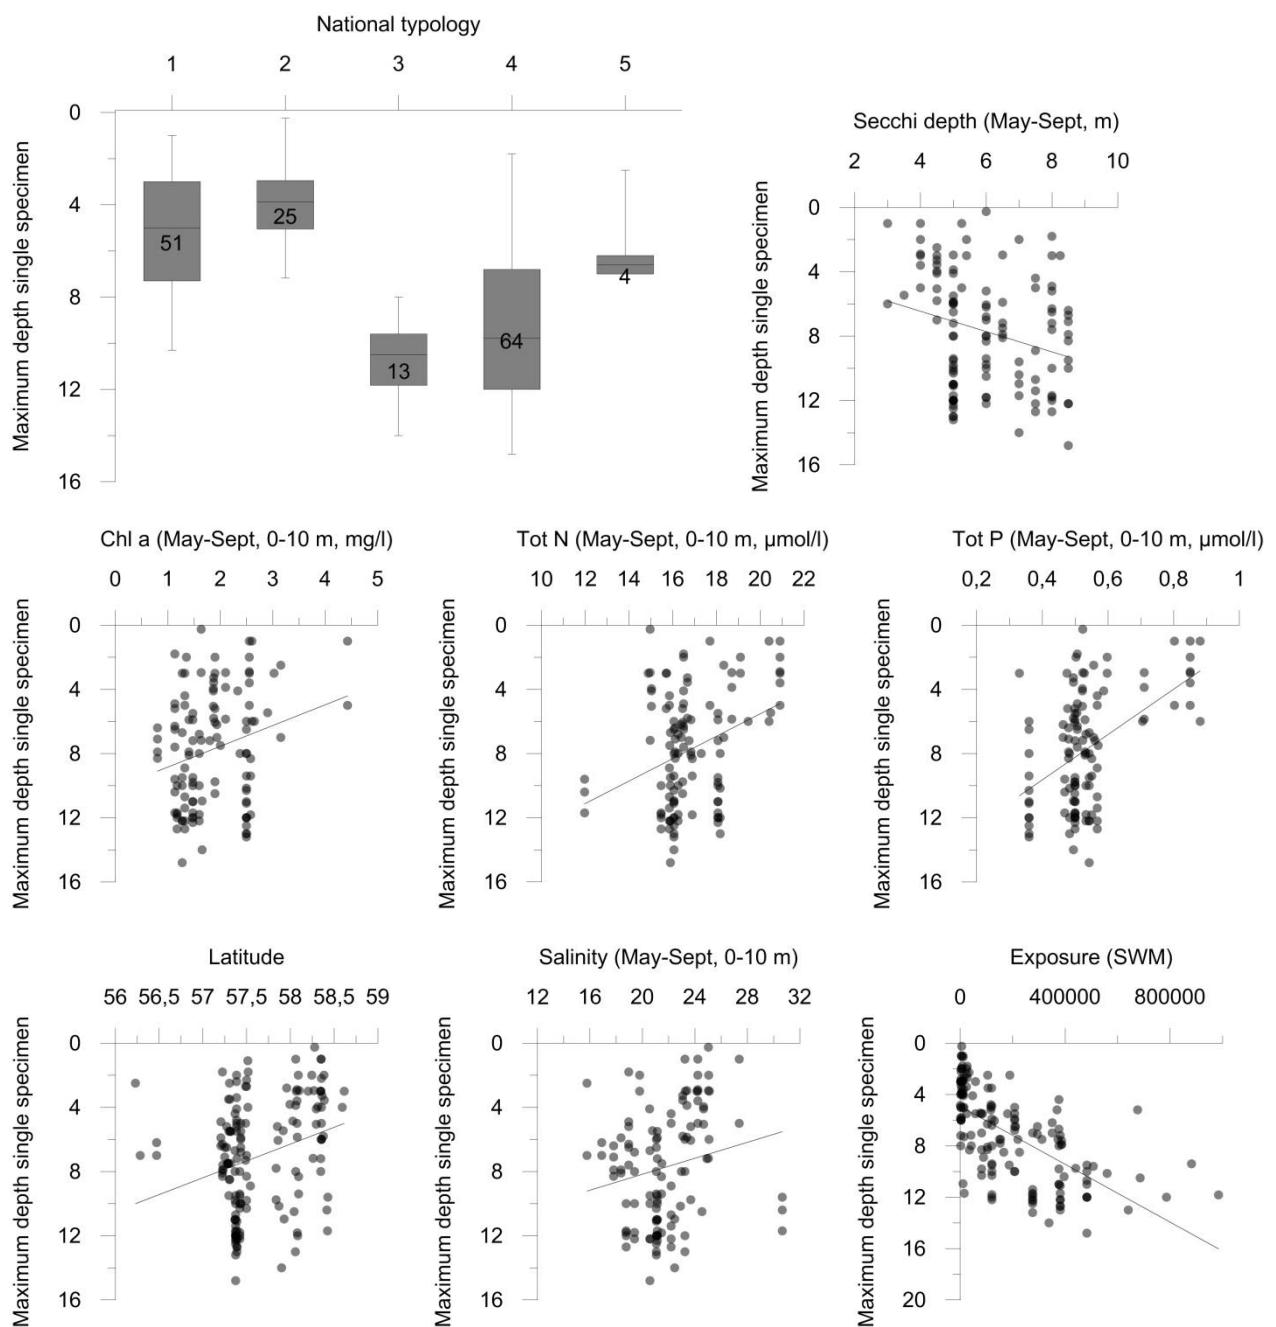 National typology
1 2 3 4 5
0
4
8
12
16
Maximum depth single specimen
51
25
13
64
4
Secchi depth (May-Sept, m)
2 4 6 8 10
0
4
8
12
16
Maximum depth single specimen
Chl a (May-Sept, 0-10 m, mg/l)
0 1 2 3 4 5
0
4
8
12
16
Maximum depth single specimen
Tot N (May-Sept, 0-10 m, µmol/l)
10 12 14 16 18 20 22
0
4
8
12
16
Maximum depth single specimen
Tot P (May-Sept, 0-10 m, µmol/l)
0,2 0,4 0,6 0,8 1
0
4
8
12
16
Maximum depth single specimen
Latitude
56 56,5 57 57,5 58 58,5 59
0
4
8
12
16
Maximum depth single specimen
Salinity (May-Sept, 0-10 m)
12 16 20 24 28 32
0
4
8
12
16
Maximum depth single specimen
Exposure (SWM)
0 400000 800000
0
4
8
12
16
20
Maximum depth single specimen